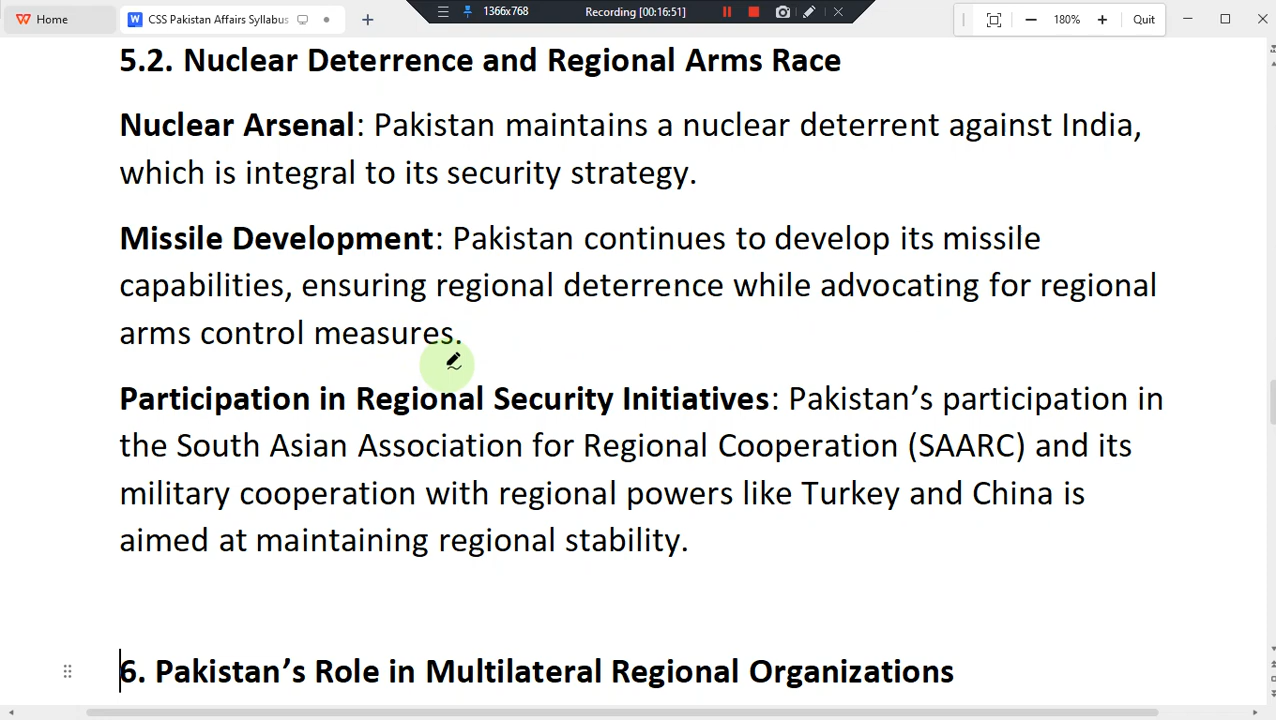 Home
CSS Pakistan Affairs Syllabus
1366x768
Recording [00:16:51]
180%
Quit
5.2. Nuclear Deterrence and Regional Arms Race
Nuclear Arsenal: Pakistan maintains a nuclear deterrent against India,
which is integral to its security strategy.
Missile Development: Pakistan continues to develop its missile
capabilities, ensuring regional deterrence while advocating for regional
arms control measures.
Participation in Regional Security Initiatives: Pakistan’s participation in
the South Asian Association for Regional Cooperation (SAARC) and its
military cooperation with regional powers like Turkey and China is
aimed at maintaining regional stability.
6. Pakistan’s Role in Multilateral Regional Organizations